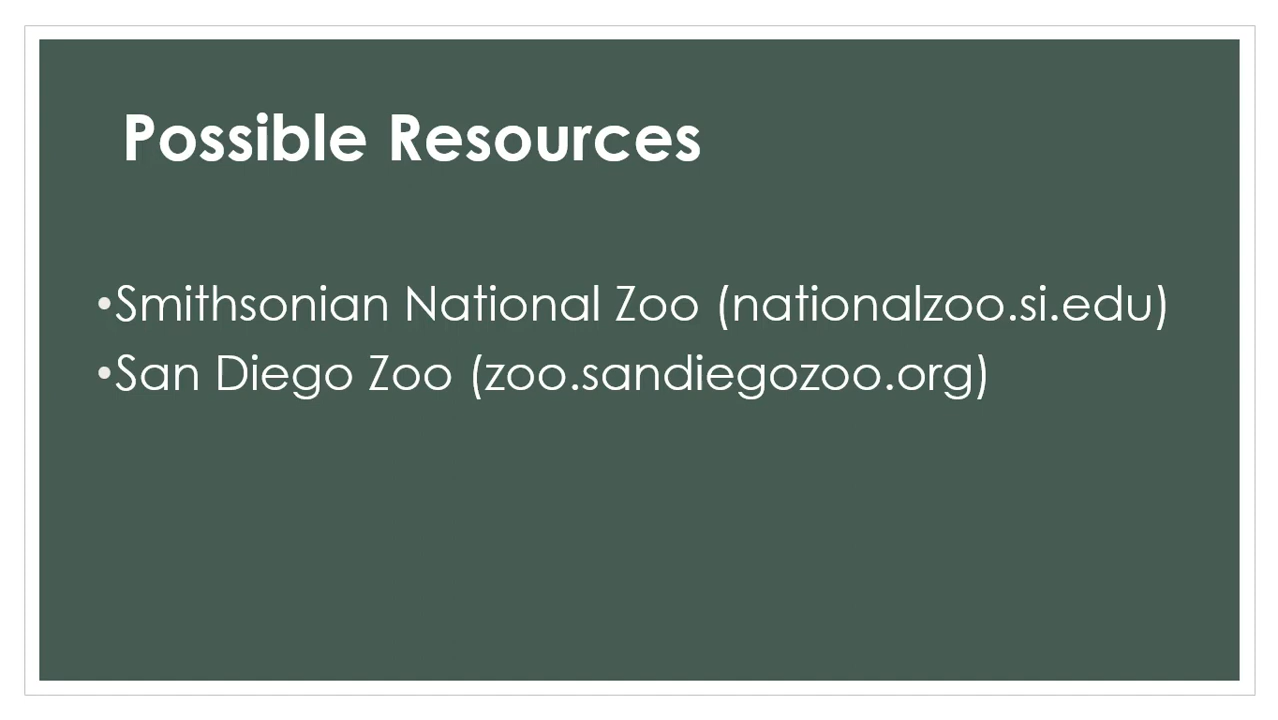 Possible Resources
•Smithsonian National Zoo (nationalzoo.si.edu)
•San Diego Zoo (zoo.sandiegozoo.org)